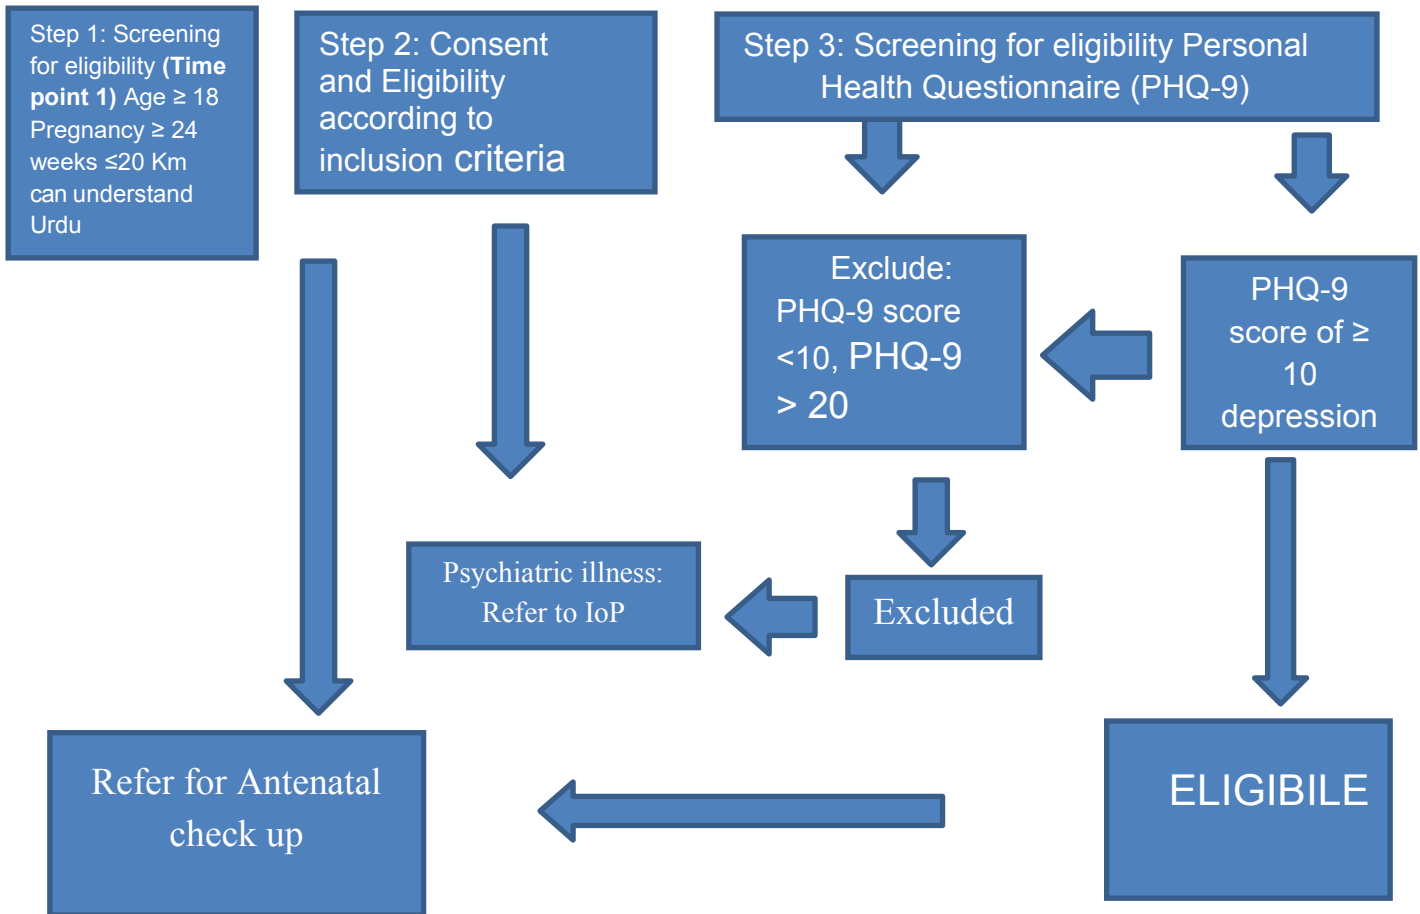 Step 1: Screening
for eligibility (Time
point 1) Age ≥ 18
Pregnancy ≥ 24
weeks ≤20 Km
can understand
Urdu
Step 2: Consent
and Eligibility
according to
inclusion criteria
Step 3: Screening for eligibility Personal
Health Questionnaire (PHQ-9)
Exclude:
PHQ-9 score
<10, PHQ-9
> 20
PHQ-9
score of ≥
10
depression
Psychiatric illness:
Refer to IoP
Excluded
Refer for Antenatal
check up
ELIGIBILE